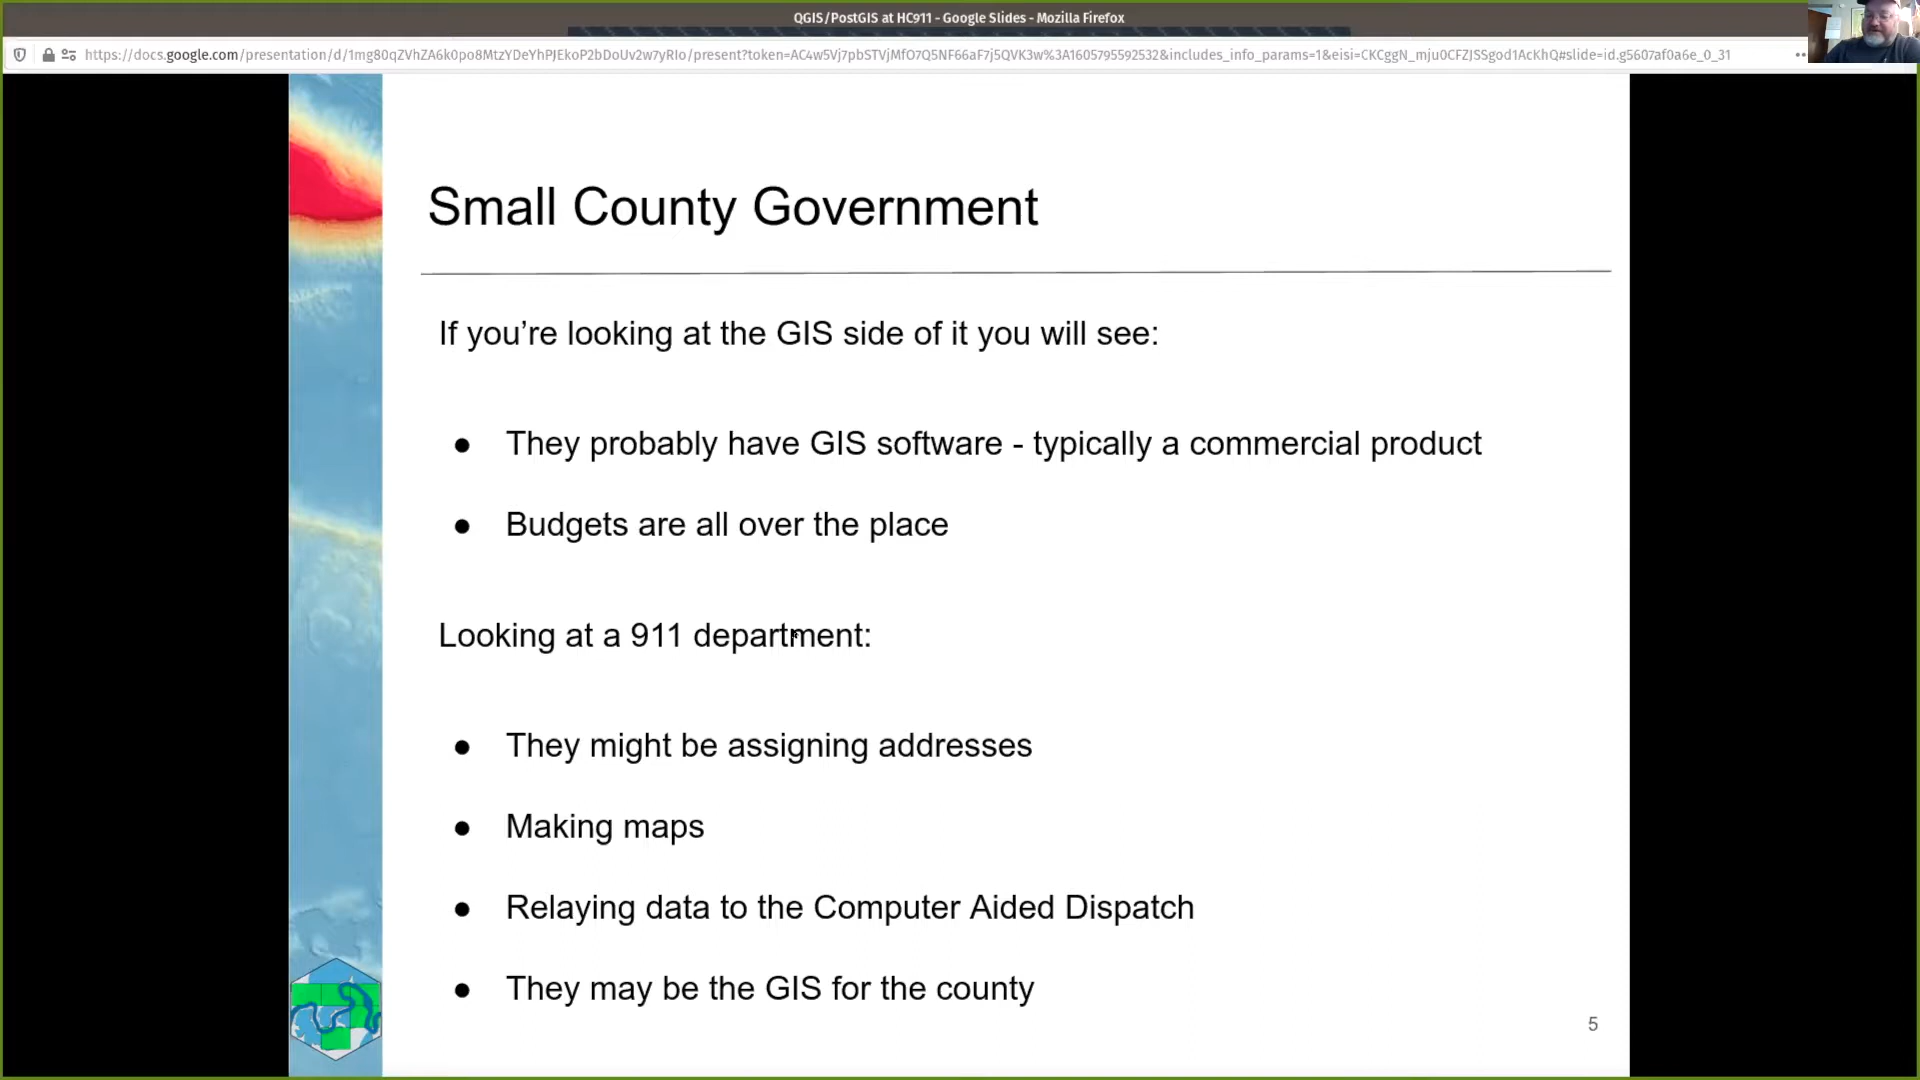 QGIS/PostGIS at HC911 - Google Slides - Mozilla Firefox
https://docs.google.com/presentation/d/1mg80qZVhZA6k0po8MtzYDeYhPJEkoP2bDoUv2w7yRIo/present?token=AC4w5Vj7pbSTVjMfO7Q5NF66aF7j5QVK3w%3A1605795592532&includes_info_params=1&eisi=CKCggN_mju0CFZJSSgod1AcKhQ#slide=id.g5607af0a6e_0_31
Small County Government
If you’re looking at the GIS side of it you will see:
● They probably have GIS software - typically a commercial product
● Budgets are all over the place
Looking at a 911 department:
● They might be assigning addresses
● Making maps
● Relaying data to the Computer Aided Dispatch
● They may be the GIS for the county
5